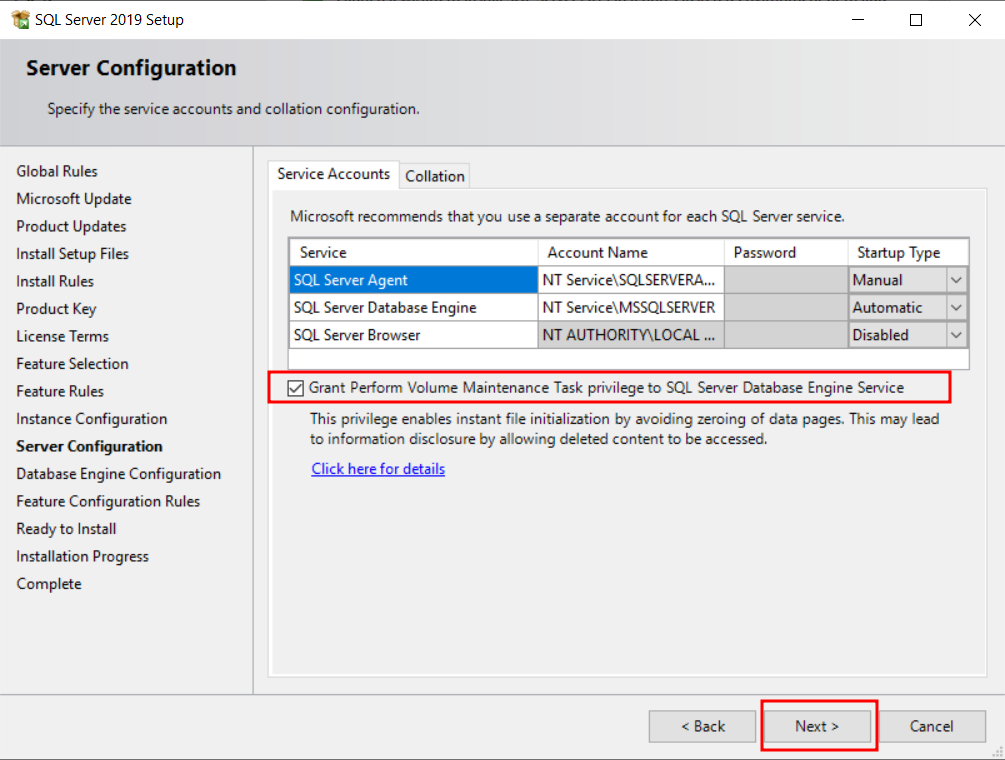 SQL Server 2019 Setup
Server Configuration
Specify the service accounts and collation configuration.
Global Rules
Microsoft Update
Product Updates
Install Setup Files
Install Rules
Product Key
License Terms
Feature Selection
Feature Rules
Instance Configuration
Server Configuration
Database Engine Configuration
Feature Configuration Rules
Ready to Install
Installation Progress
Complete
Service Accounts Collation
Microsoft recommends that you use a separate account for each SQL Server service.
Service Account Name Password Startup Type
SQL Server Agent NT Service\SQLSERVERA... Manual
SQL Server Database Engine NT Service\MSSQLSERVER Automatic
SQL Server Browser NT AUTHORITY\LOCAL ... Disabled
Grant Perform Volume Maintenance Task privilege to SQL Server Database Engine Service
This privilege enables instant file initialization by avoiding zeroing of data pages. This may lead
to information disclosure by allowing deleted content to be accessed.
Click here for details
< Back Next > Cancel